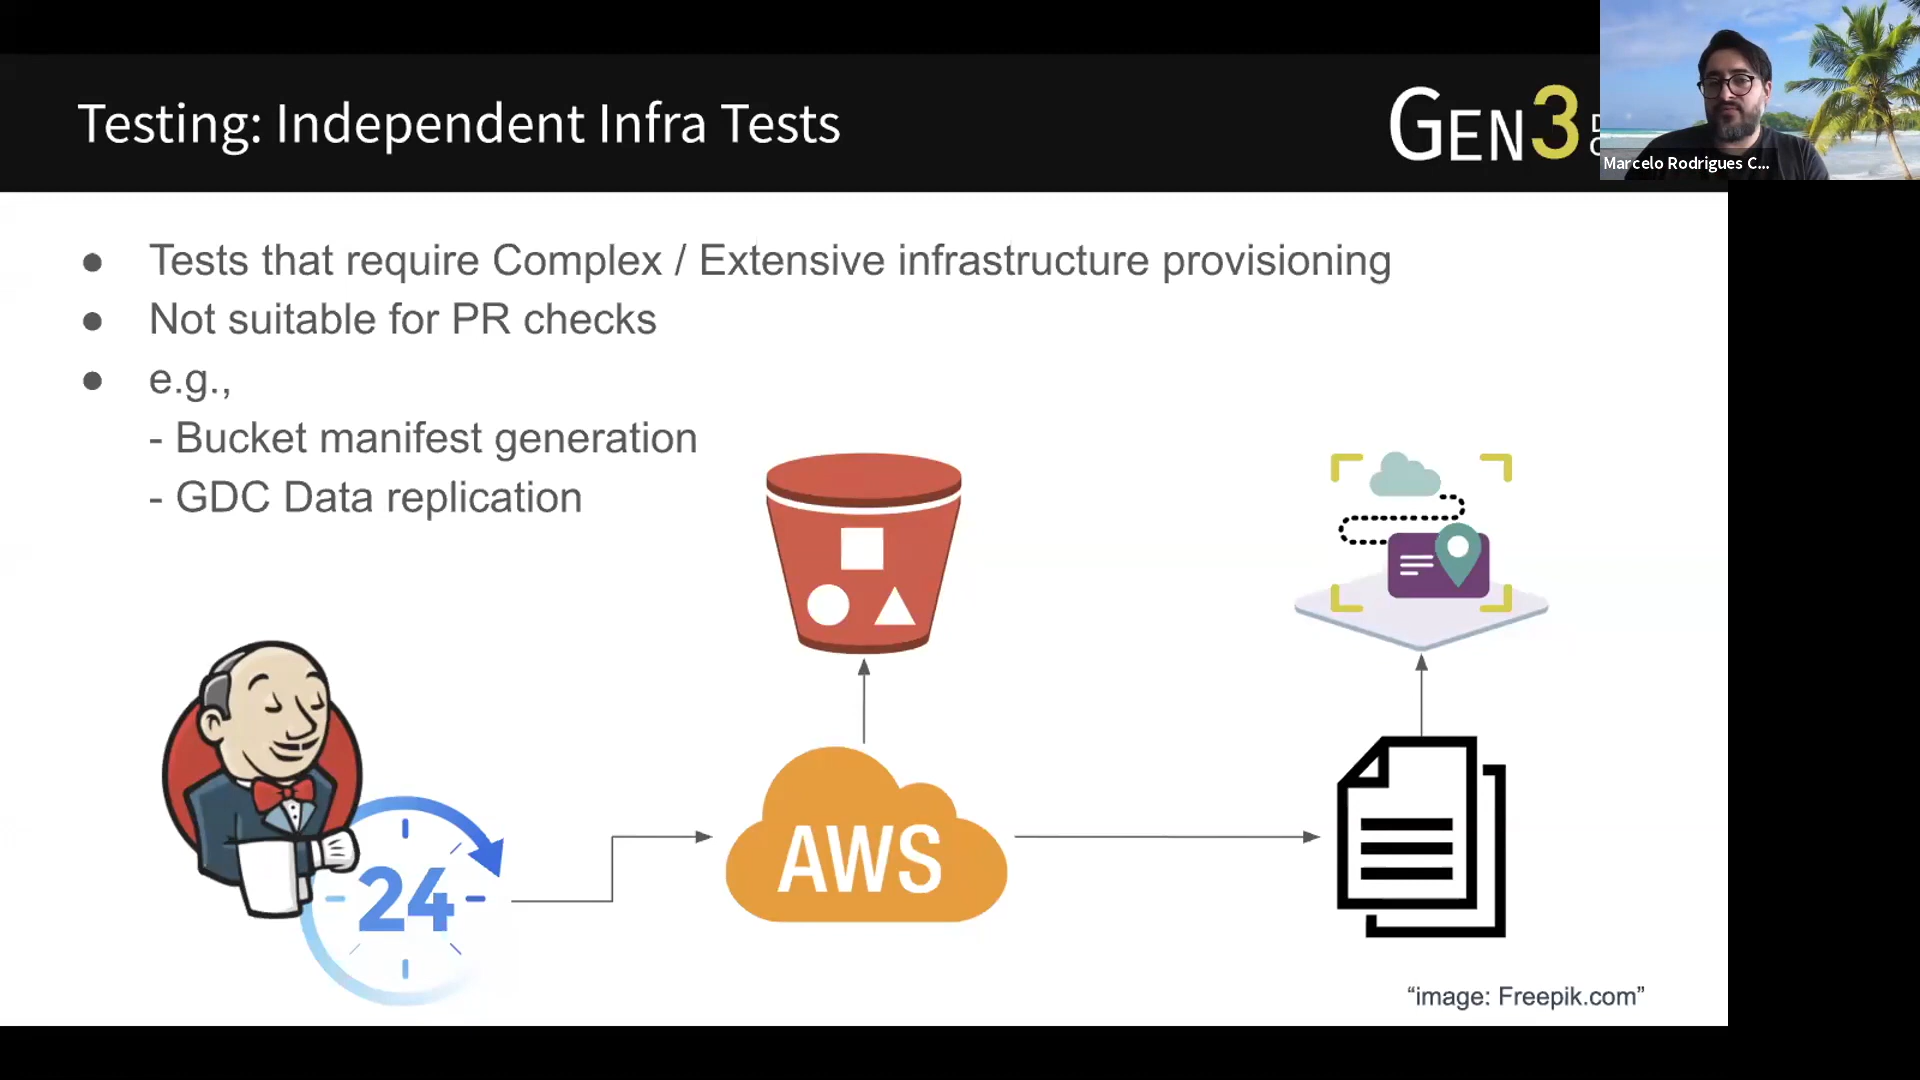 Testing: Independent Infra Tests
GEN3
Marcelo Rodrigues C...
● Tests that require Complex / Extensive infrastructure provisioning
● Not suitable for PR checks
● e.g.,
- Bucket manifest generation
- GDC Data replication
24
AWS
“image: Freepik.com”